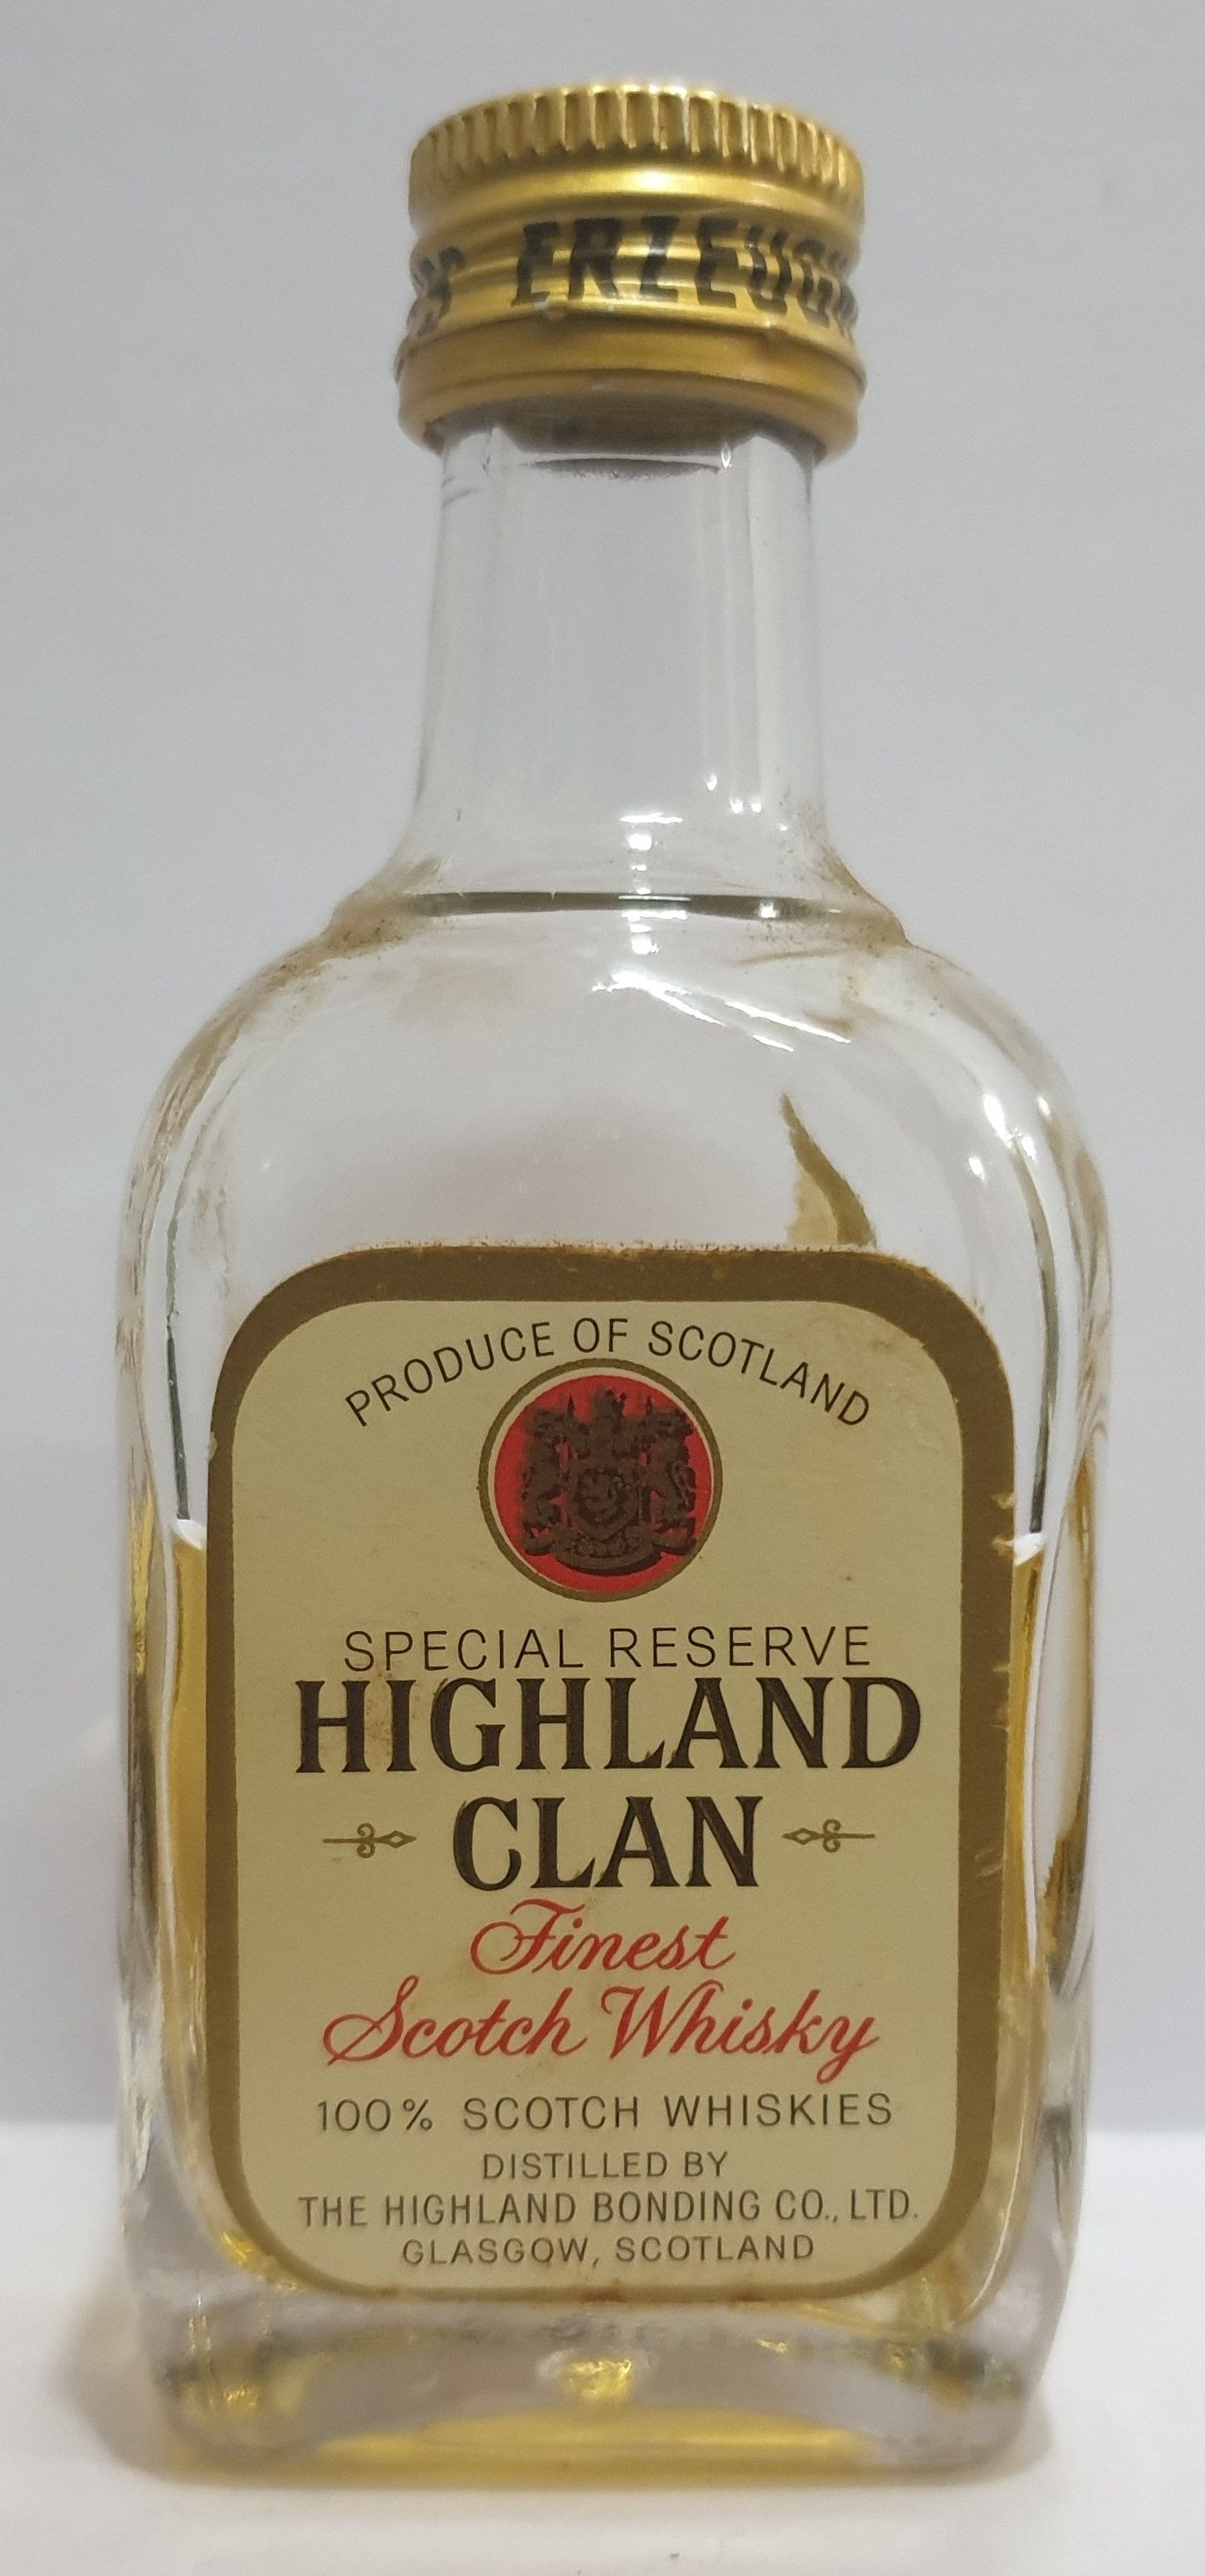 PRODUCE OF SCOTLAND
SPECIAL RESERVE
HIGHLAND
CLAN
Finest
Scotch Whisky
100% SCOTCH WHISKIES
DISTILLED BY
THE HIGHLAND BONDING CO., LTD.
GLASGOW, SCOTLAND